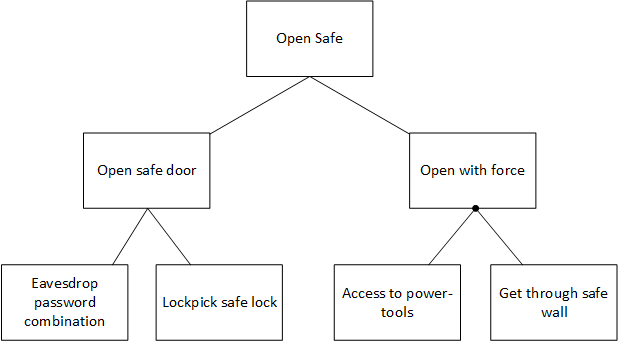 Open Safe
Open safe door
Open with force
Eavesdrop
password
combination
Lockpick safe lock
Access to power-
tools
Get through safe
wall